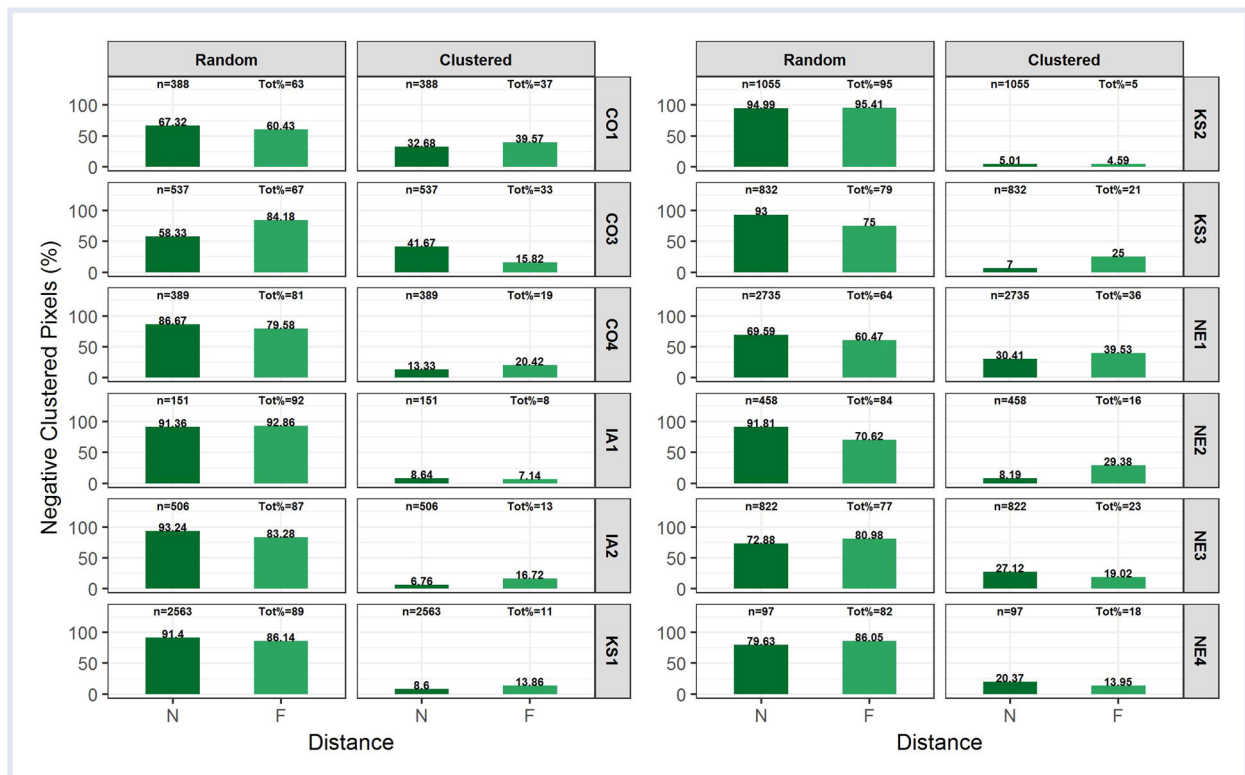 Random Clustered Random Clustered
n=388 Tot%=63 n=388 Tot%=37 CO1 n=1055 Tot%=95 n=1055 Tot%=5 KS2
100 67.32 60.43 32.68 39.57 100 94.99 95.41 5.01 4.59
50 50
0 0
n=537 Tot%=67 n=537 Tot%=33 CO3 n=832 Tot%=79 n=832 Tot%=21 KS3
100 58.33 84.18 41.67 15.82 100 93 75 7 25
50 50
0 0
n=389 Tot%=81 n=389 Tot%=19 CO4 n=2735 Tot%=64 n=2735 Tot%=36 NE1
100 86.67 79.58 13.33 20.42 100 69.59 60.47 30.41 39.53
50 50
0 0
n=151 Tot%=92 n=151 Tot%=8 IA1 n=458 Tot%=84 n=458 Tot%=16 NE2
100 91.36 92.86 8.64 7.14 100 91.81 70.62 8.19 29.38
50 50
0 0
n=506 Tot%=87 n=506 Tot%=13 IA2 n=822 Tot%=77 n=822 Tot%=23 NE3
100 93.24 83.28 6.76 16.72 100 72.88 80.98 27.12 19.02
50 50
0 0
n=2563 Tot%=89 n=2563 Tot%=11 KS1 n=97 Tot%=82 n=97 Tot%=18 NE4
100 91.4 86.14 8.6 13.86 100 79.63 86.05 20.37 13.95
50 50
0 0
N F N F N F N F
Distance Distance
Negative Clustered Pixels (%)